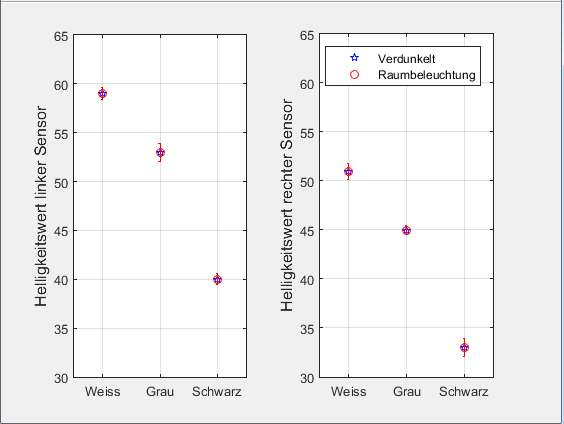 Helligkeitswert linker Sensor
65
60
55
50
45
40
35
30
Weiss Grau Schwarz
Helligkeitswert rechter Sensor
65
60
55
50
45
40
35
30
Weiss Grau Schwarz
Verdunkelt
Raumbeleuchtung